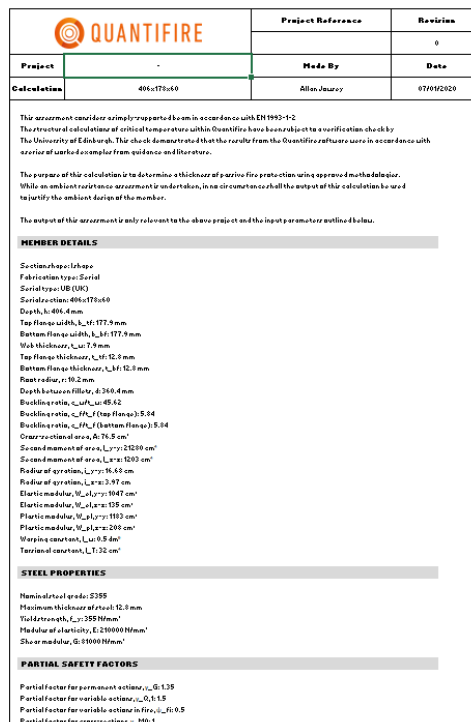 QUANTIFIRE
Project Reference
Revision
0
Project
-
Made By
Date
Calculation
406x178x60
Allan Jowsey
07/01/2020
This assessment considers a simply-supported beam in accordance with EN 1993-1-2
The structural calculations of critical temperature within Quantifire have been subject to a verification check by
The University of Edinburgh. This check demonstrated that the results from the Quantifire software were in accordance with
a series of worked examples from guidance and literature.
The purpose of this calculation is to determine a thickness of passive fire protection using approved methodologies.
While an ambient resistance assessment is undertaken, in no circumstance shall the output of this calculation be used
to justify the ambient design of the member.
The output of this assessment is only relevant to the above project and the input parameters outlined below.
MEMBER DETAILS
Section shape: I shape
Fabrication type: Serial
Serial type: UB (UK)
Serial section: 406x178x60
Depth, h: 406.4 mm
Top flange width, b_tf: 177.9 mm
Bottom flange width, b_bf: 177.9 mm
Web thickness, t_w: 7.9 mm
Top flange thickness, t_tf: 12.8 mm
Bottom flange thickness, t_bf: 12.8 mm
Root radius, r: 10.2 mm
Depth between fillets, d: 360.4 mm
Buckling ratio, c_w/t_w: 45.62
Buckling ratio, c_f/t_f (top flange): 5.84
Buckling ratio, c_f/t_f (bottom flange): 5.84
Cross-sectional area, A: 76.5 cm²
Second moment of area, I_y-y: 21280 cm⁴
Second moment of area, I_z-z: 1203 cm⁴
Radius of gyration, i_y-y: 16.68 cm
Radius of gyration, i_z-z: 3.97 cm
Elastic modulus, W_el,y-y: 1047 cm³
Elastic modulus, W_el,z-z: 135 cm³
Plastic modulus, W_pl,y-y: 1183 cm³
Plastic modulus, W_pl,z-z: 208 cm³
Warping constant, I_w: 0.5 dm⁶
Torsional constant, I_T: 32 cm⁴
STEEL PROPERTIES
Nominal steel grade: S355
Maximum thickness of steel: 12.8 mm
Yield strength, f_y: 355 N/mm²
Modulus of elasticity, E: 210000 N/mm²
Shear modulus, G: 81000 N/mm²
PARTIAL SAFETY FACTORS
Partial factor for permanent actions, γ_G: 1.35
Partial factor for variable actions, γ_Q,1: 1.5
Partial factor for variable actions in fire, ψ_fi: 0.5
Partial factor for cross-sections, γ_M0: 1